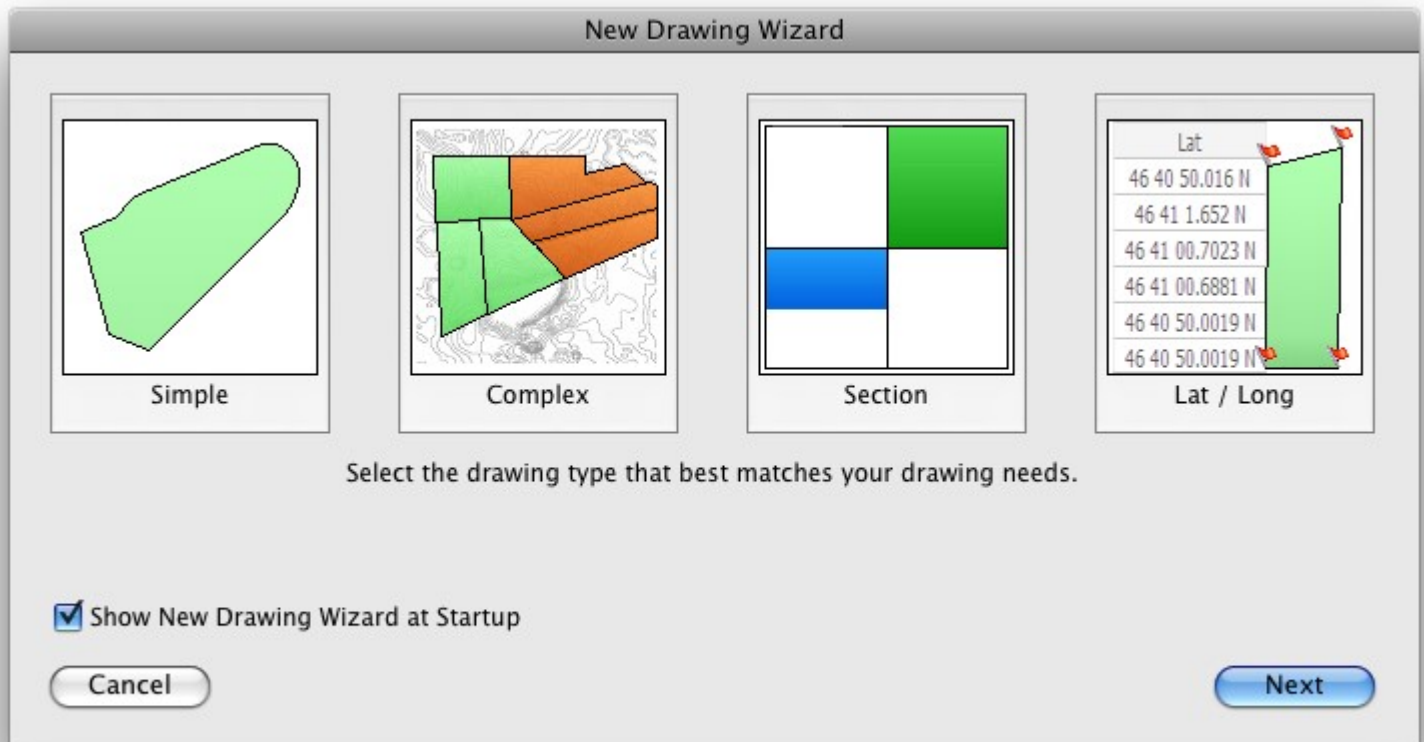 New Drawing Wizard
Lat
46 40 50.016 N
46 41 1.652 N
46 41 00.7023 N
46 41 00.6881 N
46 40 50.0019 N
46 40 50.0019 N
Simple
Complex
Section
Lat / Long
Select the drawing type that best matches your drawing needs.
Show New Drawing Wizard at Startup
Cancel
Next